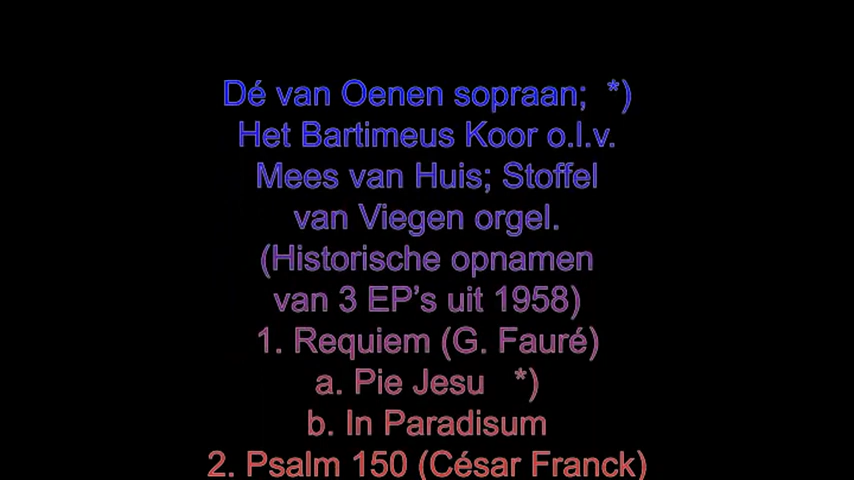 Dé van Oenen sopraan;  *)
Het Bartimeus Koor o.l.v.
Mees van Huis; Stoffel
van Viegen orgel.
(Historische opnamen
van 3 EP’s uit 1958)
1. Requiem (G. Fauré)
a. Pie Jesu   *)
b. In Paradisum
2. Psalm 150 (César Franck)